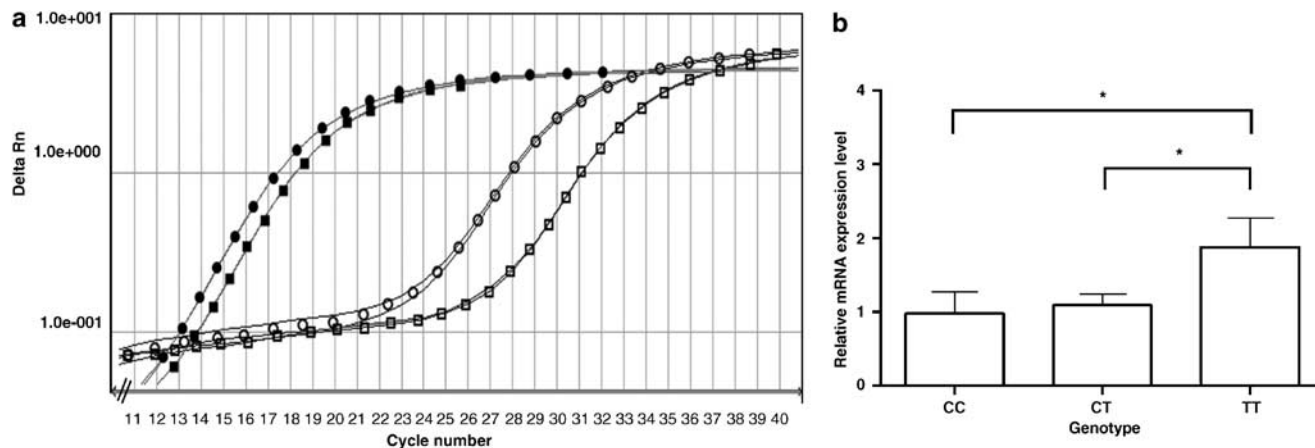 a
1.0e+001
1.0e+000
1.0e-001
Delta Rn
11 12 13 14 15 16 17 18 19 20 21 22 23 24 25 26 27 28 29 30 31 32 33 34 35 36 37 38 39 40
Cycle number
b
4
3
2
1
0
Relative mRNA expression level
*
*
CC CT TT
Genotype